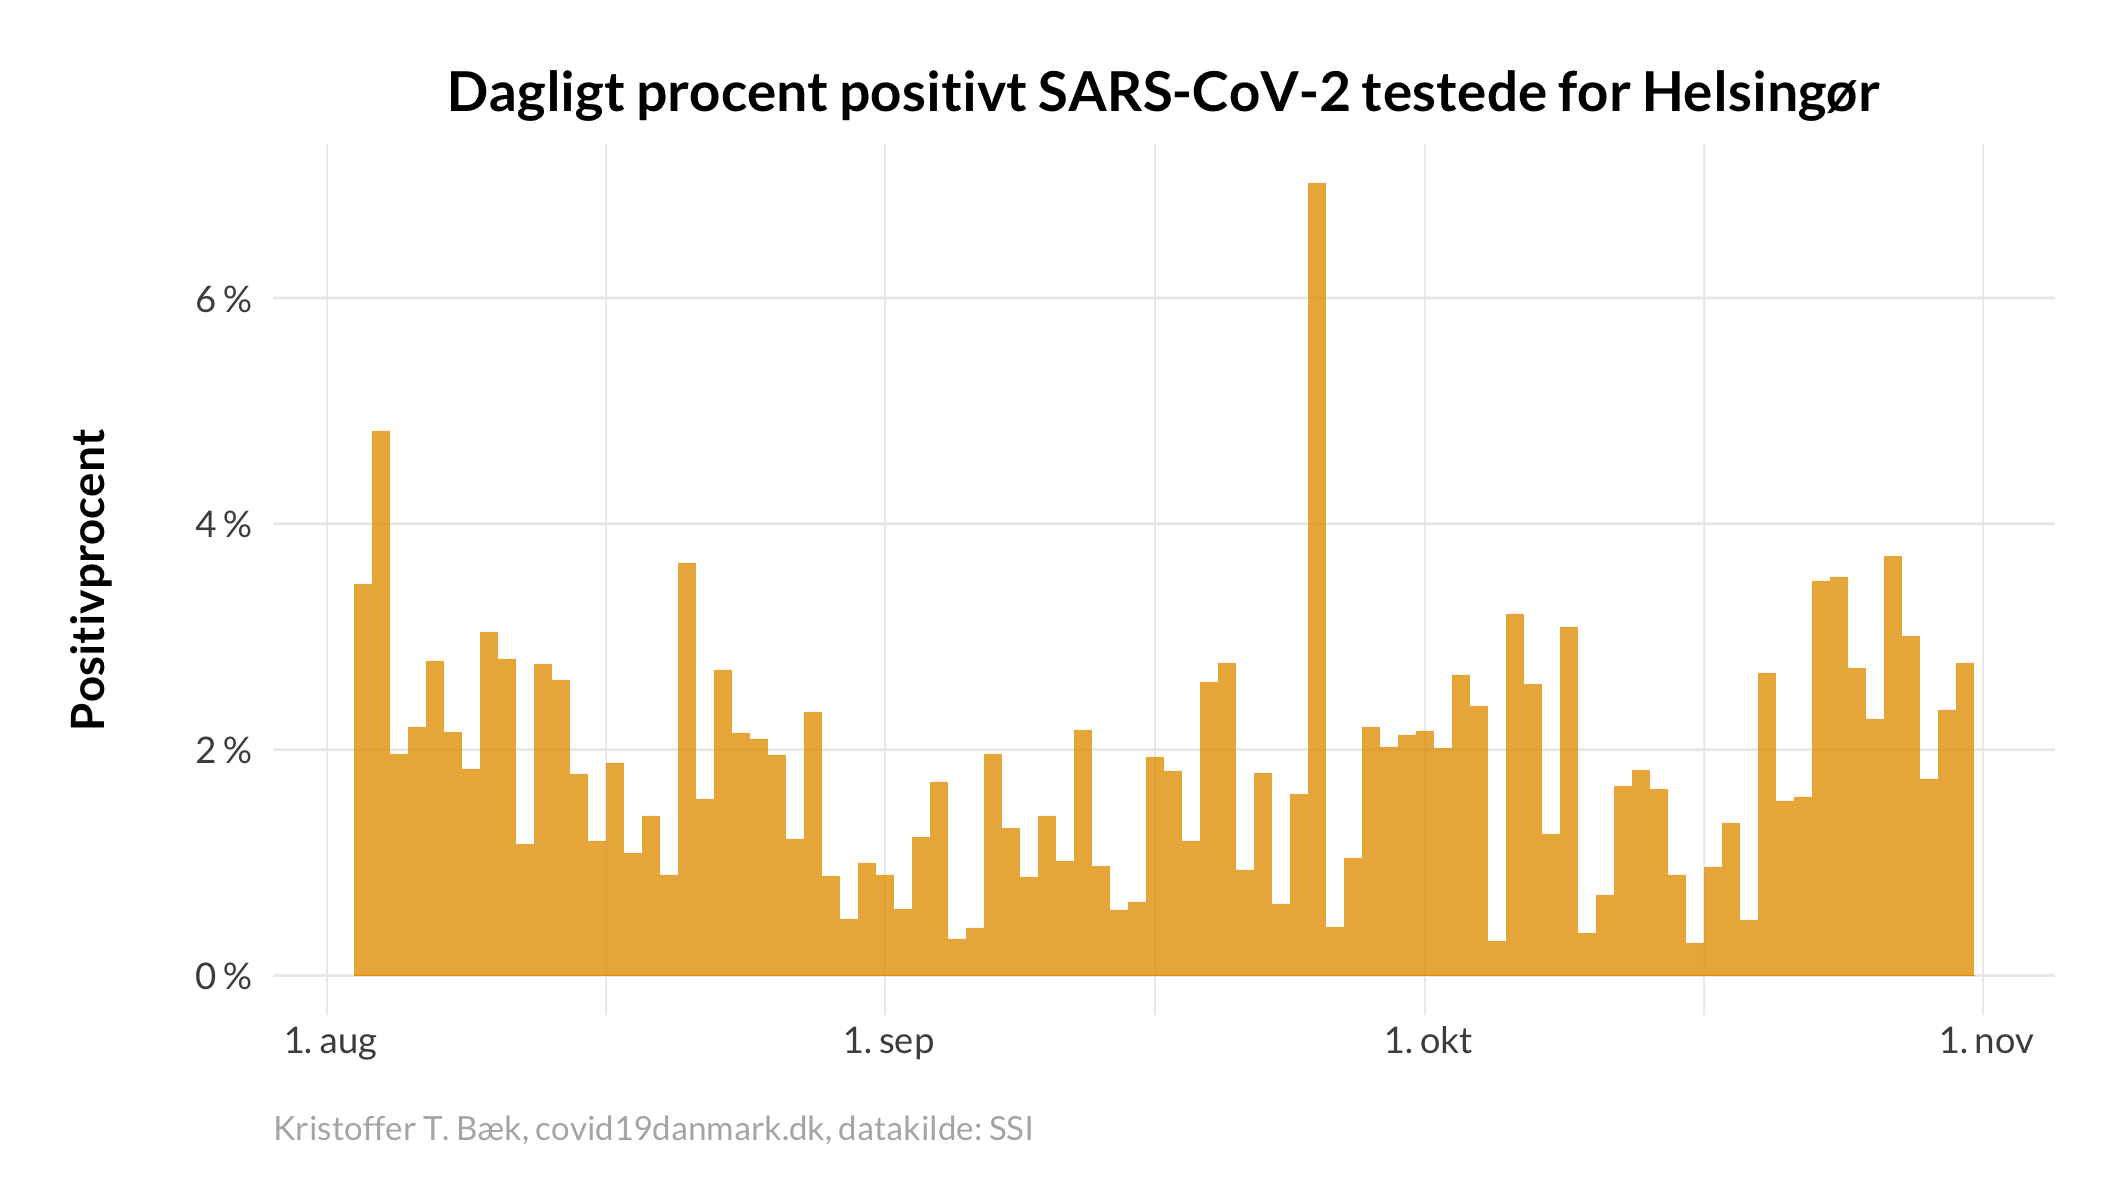 Dagligt procent positivt SARS-CoV-2 testede for Helsingør
Positivprocent
6 %
4 %
2 %
0 %
1. aug
1. sep
1. okt
1. nov
Kristoffer T. Bæk, covid19danmark.dk, datakilde: SSI